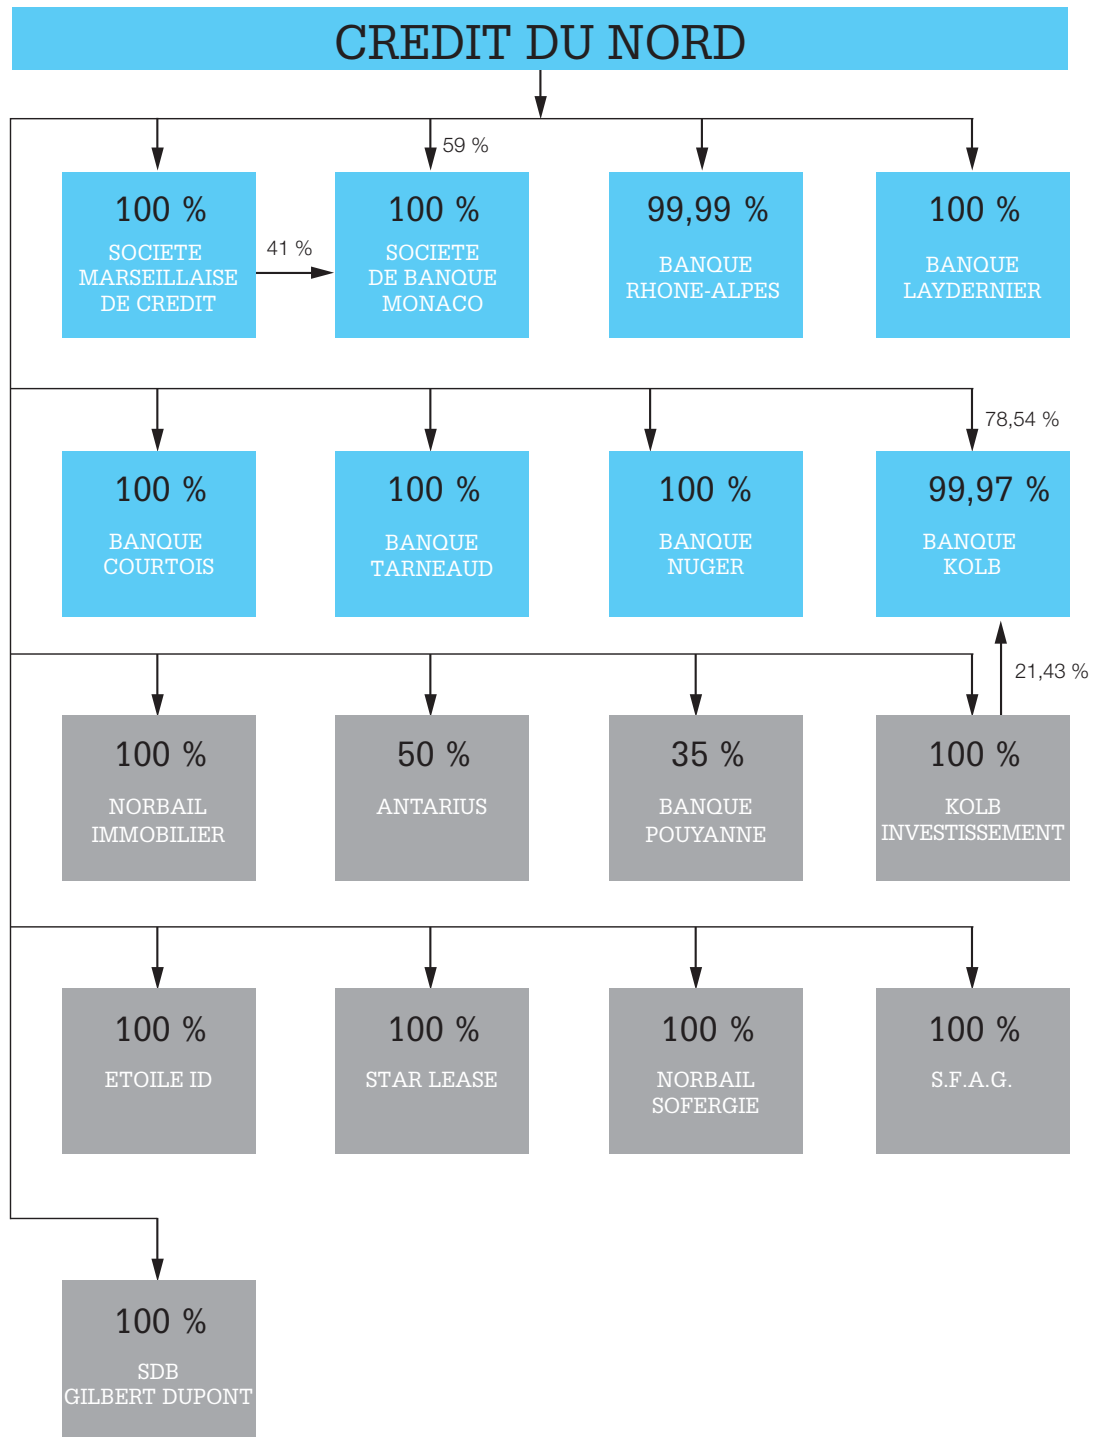 CREDIT DU NORD
59 %
100 %
SOCIETE
MARSEILLAISE
DE CREDIT
41 %
100 %
SOCIETE
DE BANQUE
MONACO
99,99 %
BANQUE
RHONE-ALPES
100 %
BANQUE
LAYDERNIER
78,54 %
100 %
BANQUE
COURTOIS
100 %
BANQUE
TARNEAUD
100 %
BANQUE
NUGER
99,97 %
BANQUE
KOLB
21,43 %
100 %
NORBAIL
IMMOBILIER
50 %
ANTARIUS
35 %
BANQUE
POUYANNE
100 %
KOLB
INVESTISSEMENT
100 %
ETOILE ID
100 %
STAR LEASE
100 %
NORBAIL
SOFERGIE
100 %
S.F.A.G.
100 %
SDB
GILBERT DUPONT